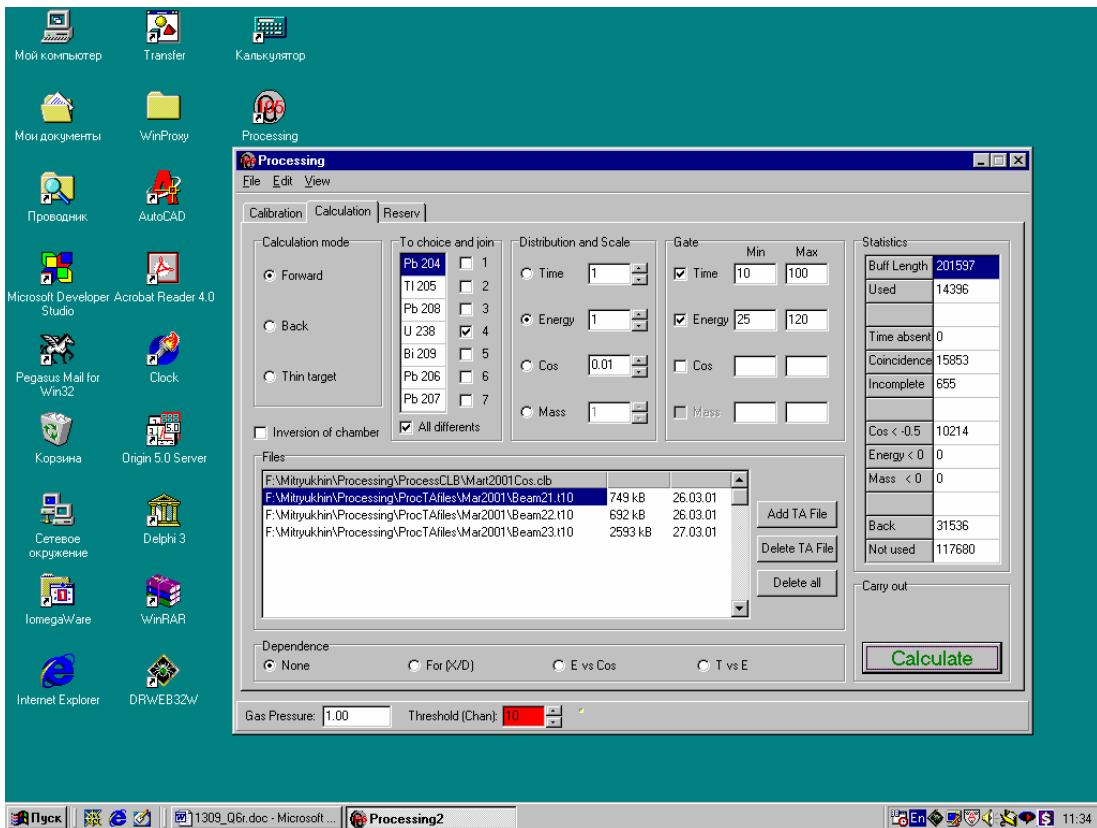 Мой компьютер
Transfer
Калькулятор
Мои документы
WinProxy
Processing
Проводник
AutoCAD
Microsoft Developer
Studio
Acrobat Reader 4.0
Pegasus Mail for
Win32
Clock
Корзина
Origin 5.0 Server
Сетевое
окружение
Delphi 3
IomegaWare
WinRAR
Internet Explorer
DRWEB32W
Processing
File Edit View
Calibration Calculation Reserv
Calculation mode
Forward
Back
Thin target
Inversion of chamber
To choice and join
Pb 204 1
Tl 205 2
Pb 208 3
U 238 4
Bi 209 5
Pb 206 6
Pb 207 7
All differents
Distribution and Scale
Time 1
Energy 1
Cos 0.01
Mass 1
Gate
Min Max
Time 10 100
Energy 25 120
Cos
Mass
Statistics
Buff Length 201597
Used 14396
Time absent 0
Coincidence 15853
Incomplete 655
Cos < -0.5 10214
Energy < 0 0
Mass < 0 0
Back 31536
Not used 117680
Files
F:\Mitryukhin\Processing\ProcessCLB\Mart2001Cos.clb
F:\Mitryukhin\Processing\ProcTAfiles\Mar2001\Beam21.t10 749 kB 26.03.01
F:\Mitryukhin\Processing\ProcTAfiles\Mar2001\Beam22.t10 692 kB 26.03.01
F:\Mitryukhin\Processing\ProcTAfiles\Mar2001\Beam23.t10 2593 kB 27.03.01
Add TA File
Delete TA File
Delete all
Carry out
Calculate
Dependence
None For (X/D) E vs Cos T vs E
Gas Pressure: 1.00 Threshold (Chan): 10
Пуск 1309_Q6r.doc - Microsoft ... Processing2 En 11:34